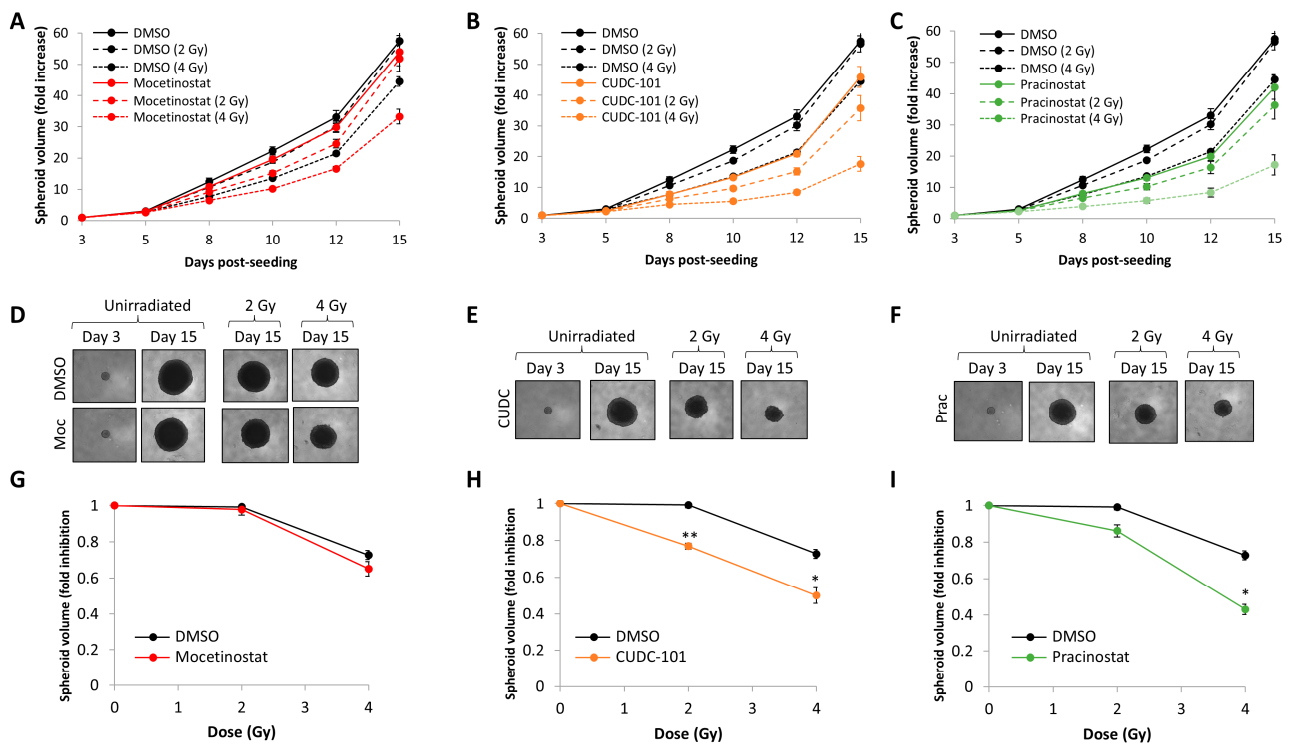 A
Spheroid volume (fold increase)
60
50
40
30
20
10
0
3
5
8
10
12
15
Days post-seeding
DMSO
DMSO (2 Gy)
DMSO (4 Gy)
Mocetinostat
Mocetinostat (2 Gy)
Mocetinostat (4 Gy)
B
Spheroid volume (fold increase)
60
50
40
30
20
10
0
3
5
8
10
12
15
Days post-seeding
DMSO
DMSO (2 Gy)
DMSO (4 Gy)
CUDC-101
CUDC-101 (2 Gy)
CUDC-101 (4 Gy)
C
Spheroid volume (fold increase)
60
50
40
30
20
10
0
3
5
8
10
12
15
Days post-seeding
DMSO
DMSO (2 Gy)
DMSO (4 Gy)
Pracinostat
Pracinostat (2 Gy)
Pracinostat (4 Gy)
D
Unirradiated
2 Gy
4 Gy
Day 3
Day 15
Day 15
Day 15
DMSO
Moc
E
Unirradiated
2 Gy
4 Gy
Day 3
Day 15
Day 15
Day 15
CUDC
F
Unirradiated
2 Gy
4 Gy
Day 3
Day 15
Day 15
Day 15
Prac
G
Spheroid volume (fold inhibition
1
0.8
0.6
0.4
0.2
0
0
1
2
3
4
Dose (Gy)
DMSO
Mocetinostat
H
Spheroid volume (fold inhibition
1
0.8
0.6
0.4
0.2
0
0
1
2
3
4
Dose (Gy)
**
*
DMSO
CUDC-101
I
Spheroid volume (fold inhibition
1
0.8
0.6
0.4
0.2
0
0
1
2
3
4
Dose (Gy)
*
DMSO
Pracinostat